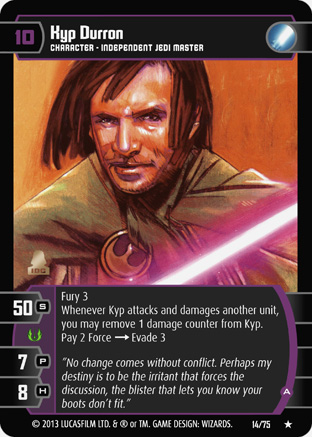 10
Kyp Durron
CHARACTER - INDEPENDENT JEDI MASTER
50 S
7 P
8 H
Fury 3
Whenever Kyp attacks and damages another unit,
you may remove 1 damage counter from Kyp.
Pay 2 Force → Evade 3
"No change comes without conflict. Perhaps my
destiny is to be the irritant that forces the
discussion, the blister that lets you know your
boots don't fit."
A
© 2013 LUCASFILM LTD. & ® or TM. GAME DESIGN: WIZARDS. 14/75 ★